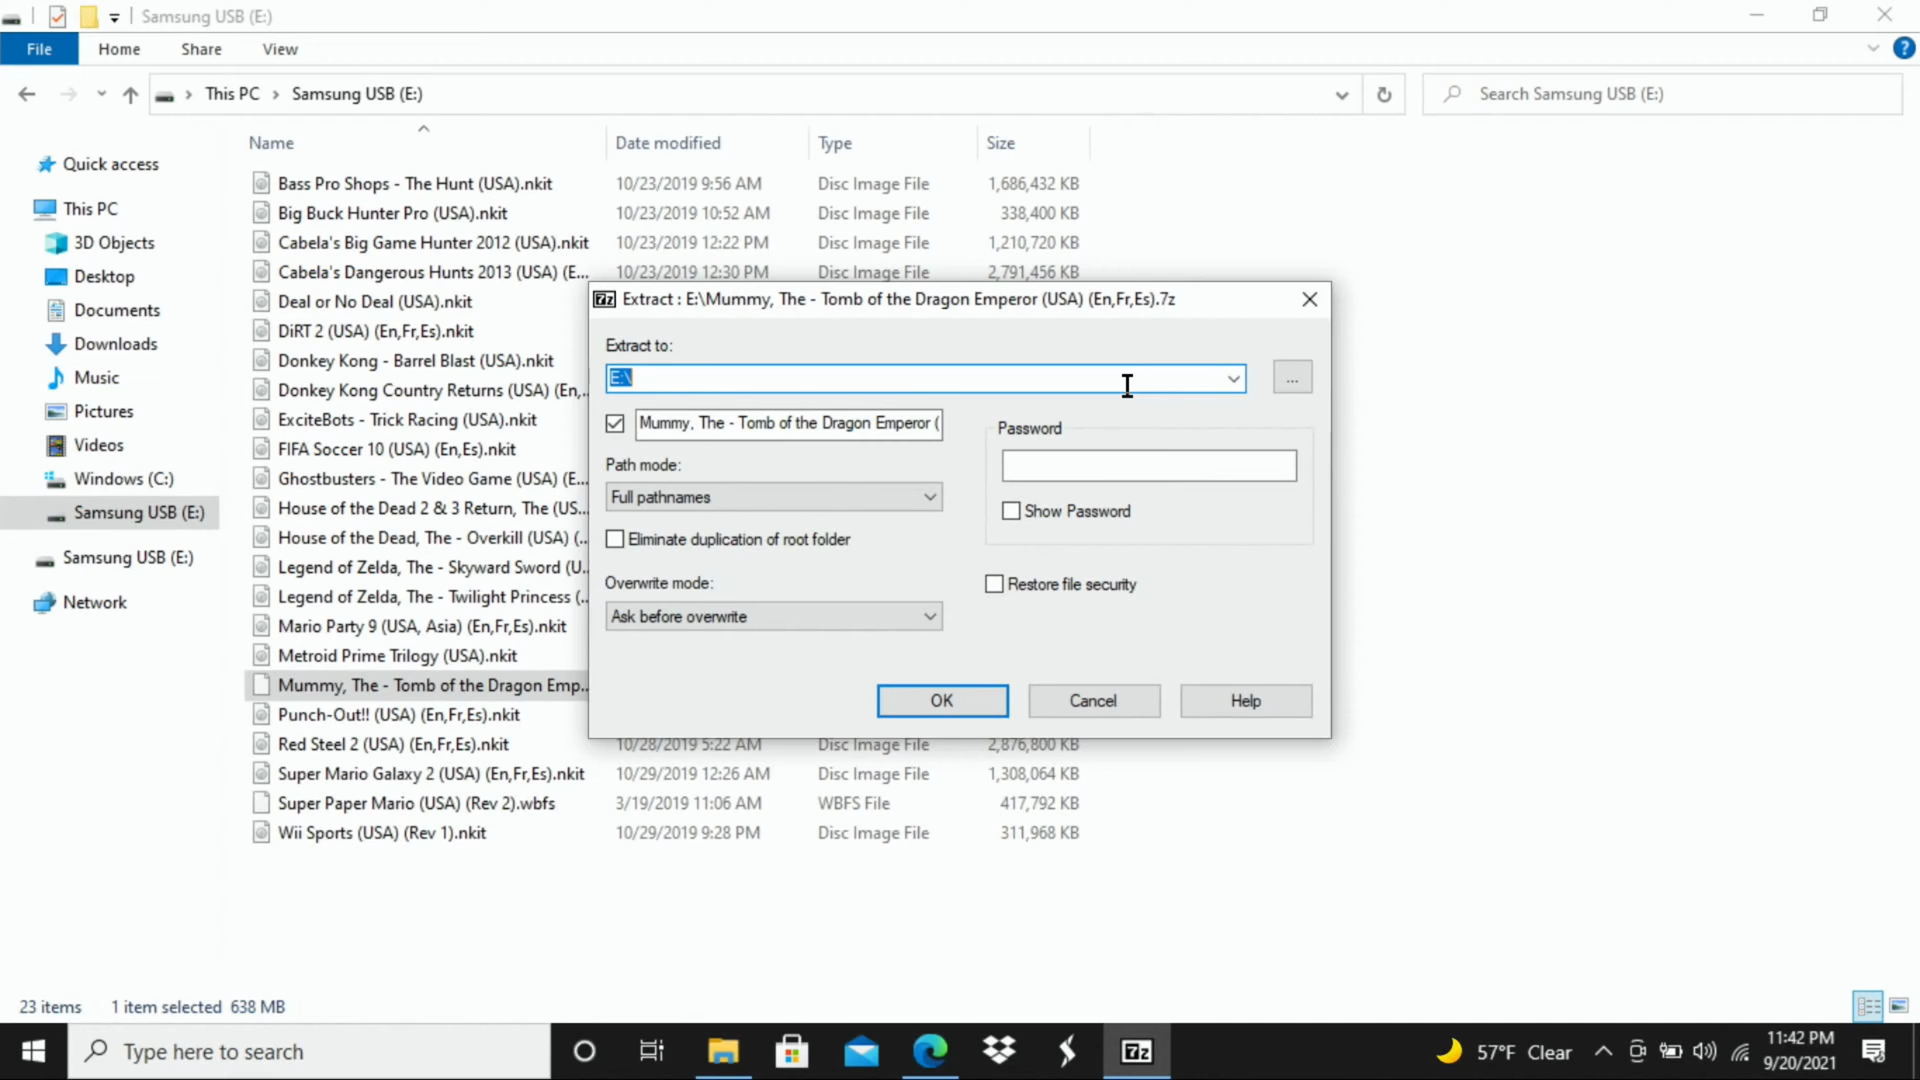 Samsung USB (E:)
File Home Share View
This PC Samsung USB (E:) Search Samsung USB (E:)
Name Date modified Type Size
Quick access
This PC
3D Objects
Desktop
Documents
Downloads
Music
Pictures
Videos
Windows (C:)
Samsung USB (E:)
Samsung USB (E:)
Network
Bass Pro Shops - The Hunt (USA).nkit 10/23/2019 9:56 AM Disc Image File 1,686,432 KB
Big Buck Hunter Pro (USA).nkit 10/23/2019 10:52 AM Disc Image File 338,400 KB
Cabela's Big Game Hunter 2012 (USA).nkit 10/23/2019 12:22 PM Disc Image File 1,210,720 KB
Cabela's Dangerous Hunts 2013 (USA) (E... 10/23/2019 12:30 PM Disc Image File 2,791,456 KB
Deal or No Deal (USA).nkit
DiRT 2 (USA) (En,Fr,Es).nkit
Donkey Kong - Barrel Blast (USA).nkit
Donkey Kong Country Returns (USA) (En,...
ExciteBots - Trick Racing (USA).nkit
FIFA Soccer 10 (USA) (En,Es).nkit
Ghostbusters - The Video Game (USA) (E...
House of the Dead 2 & 3 Return, The (US...
House of the Dead, The - Overkill (USA) (...
Legend of Zelda, The - Skyward Sword (U...
Legend of Zelda, The - Twilight Princess (...
Mario Party 9 (USA, Asia) (En,Fr,Es).nkit
Metroid Prime Trilogy (USA).nkit
Mummy, The - Tomb of the Dragon Emp...
Punch-Out!! (USA) (En,Fr,Es).nkit
Red Steel 2 (USA) (En,Fr,Es).nkit 10/28/2019 5:22 AM Disc Image File 2,876,800 KB
Super Mario Galaxy 2 (USA) (En,Fr,Es).nkit 10/29/2019 12:26 AM Disc Image File 1,308,064 KB
Super Paper Mario (USA) (Rev 2).wbfs 3/19/2019 11:06 AM WBFS File 417,792 KB
Wii Sports (USA) (Rev 1).nkit 10/29/2019 9:28 PM Disc Image File 311,968 KB
7z Extract : E:\Mummy, The - Tomb of the Dragon Emperor (USA) (En,Fr,Es).7z
Extract to:
E:\
...
Mummy, The - Tomb of the Dragon Emperor (
Path mode:
Full pathnames
Eliminate duplication of root folder
Overwrite mode:
Ask before overwrite
Password
Show Password
Restore file security
OK Cancel Help
23 items 1 item selected 638 MB
Type here to search
7z
57°F Clear
11:42 PM
9/20/2021